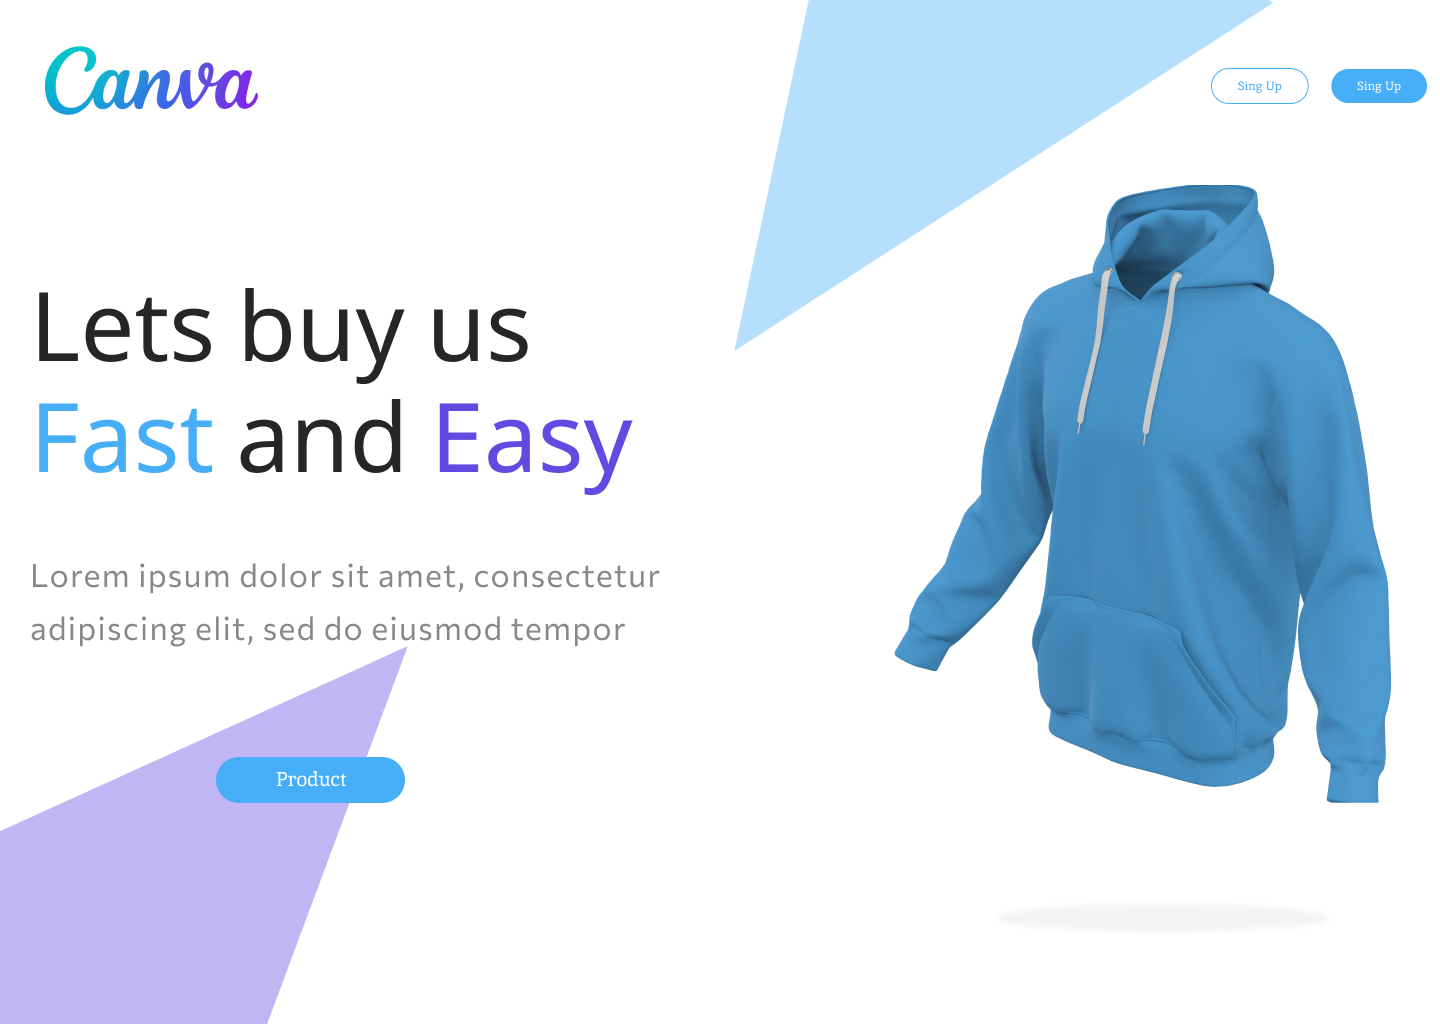 Canva
Sing Up
Sing Up
Lets buy us
Fast and Easy
Lorem ipsum dolor sit amet, consectetur
adipiscing elit, sed do eiusmod tempor
Product